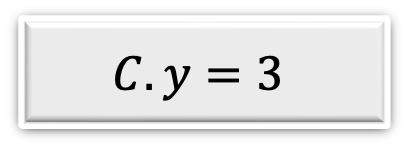 C. y = 3